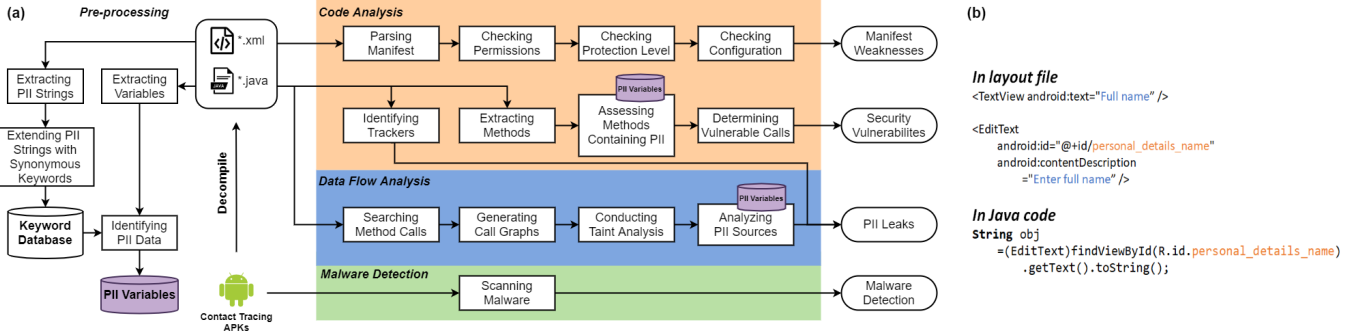 (a)
Pre-processing
*.xml
*.java
JAVA
Extracting
PII Strings
Extracting
Variables
Extending PII
Strings with
Synonymous
Keywords
Keyword
Database
Identifying
PII Data
PII Variables
Decompile
Contact Tracing
APKs
Code Analysis
Parsing
Manifest
Checking
Permissions
Checking
Protection Level
Checking
Configuration
Manifest
Weaknesses
Identifying
Trackers
Extracting
Methods
PII Variables
Assessing
Methods
Containing PII
Determining
Vulnerable Calls
Security
Vulnerabilites
Data Flow Analysis
Searching
Method Calls
Generating
Call Graphs
Conducting
Taint Analysis
PII Variables
Analyzing
PII Sources
PII Leaks
Malware Detection
Scanning
Malware
Malware
Detection
(b)
In layout file
<TextView android:text="Full name" />
<EditText
android:id="@+id/personal_details_name"
android:contentDescription
="Enter full name" />
In Java code
String obj
=(EditText)findViewById(R.id.personal_details_name)
.getText().toString();